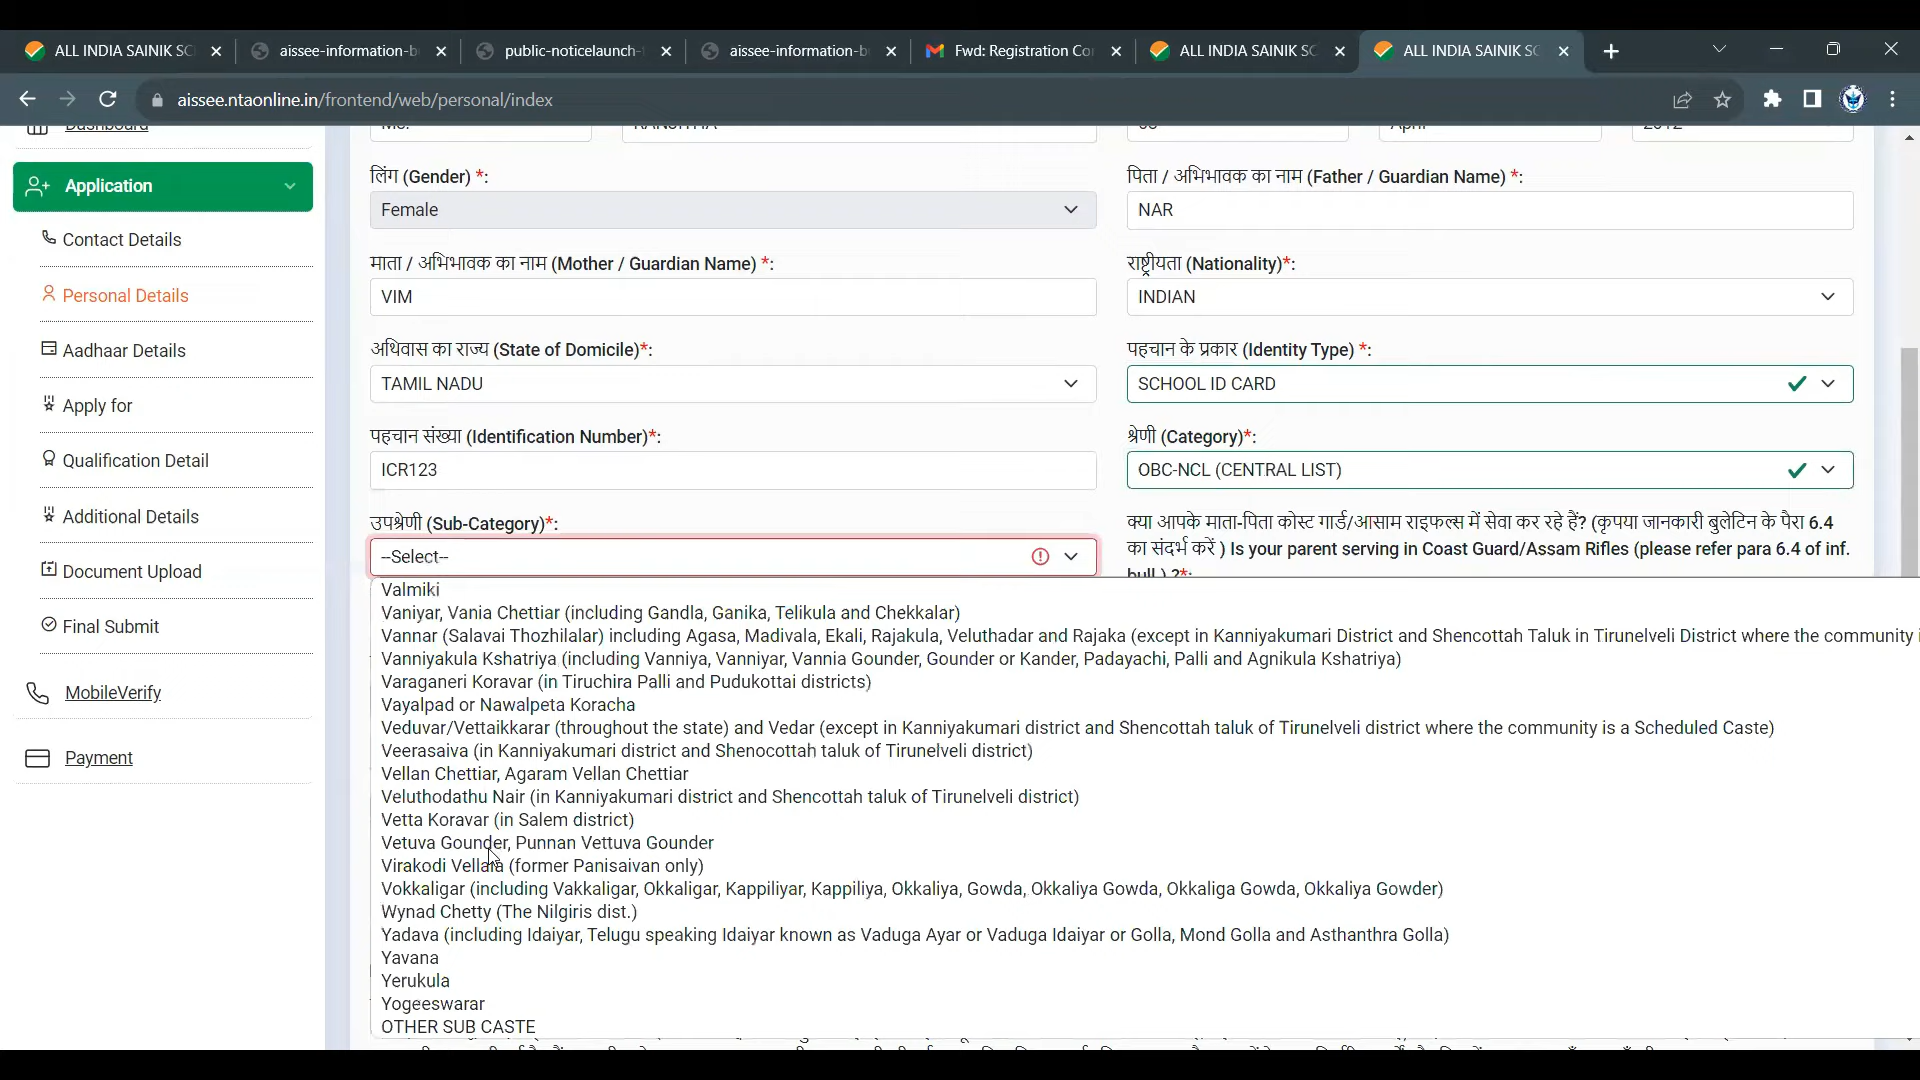 ALL INDIA SAINIK SC
aissee-information-b
public-noticelaunch-
aissee-information-b
Fwd: Registration Co
ALL INDIA SAINIK SC
ALL INDIA SAINIK SC
aissee.ntaonline.in/frontend/web/personal/index
Dashboard
Application
Contact Details
Personal Details
Aadhaar Details
Apply for
Qualification Detail
Additional Details
Document Upload
Final Submit
MobileVerify
Payment
लिंग (Gender) *:
पिता / अभिभावक का नाम (Father / Guardian Name) *:
Female
NAR
माता / अभिभावक का नाम (Mother / Guardian Name) *:
राष्ट्रीयता (Nationality)*:
VIM
INDIAN
अधिवास का राज्य (State of Domicile)*:
पहचान के प्रकार (Identity Type) *:
TAMIL NADU
SCHOOL ID CARD
पहचान संख्या (Identification Number)*:
श्रेणी (Category)*:
ICR123
OBC-NCL (CENTRAL LIST)
उपश्रेणी (Sub-Category)*:
क्या आपके माता-पिता कोस्ट गार्ड/आसाम राइफल्स में सेवा कर रहे हैं? (कृपया जानकारी बुलेटिन के पैरा 6.4
का संदर्भ करें ) Is your parent serving in Coast Guard/Assam Rifles (please refer para 6.4 of inf.
bull.) ?*:
--Select--
Valmiki
Vaniyar, Vania Chettiar (including Gandla, Ganika, Telikula and Chekkalar)
Vannar (Salavai Thozhilalar) including Agasa, Madivala, Ekali, Rajakula, Veluthadar and Rajaka (except in Kanniyakumari District and Shencottah Taluk in Tirunelveli District where the community i
Vanniyakula Kshatriya (including Vanniya, Vanniyar, Vannia Gounder, Gounder or Kander, Padayachi, Palli and Agnikula Kshatriya)
Varaganeri Koravar (in Tiruchira Palli and Pudukottai districts)
Vayalpad or Nawalpeta Koracha
Veduvar/Vettaikkarar (throughout the state) and Vedar (except in Kanniyakumari district and Shencottah taluk of Tirunelveli district where the community is a Scheduled Caste)
Veerasaiva (in Kanniyakumari district and Shenocottah taluk of Tirunelveli district)
Vellan Chettiar, Agaram Vellan Chettiar
Veluthodathu Nair (in Kanniyakumari district and Shencottah taluk of Tirunelveli district)
Vetta Koravar (in Salem district)
Vetuva Gounder, Punnan Vettuva Gounder
Virakodi Vellala (former Panisaivan only)
Vokkaligar (including Vakkaligar, Okkaligar, Kappiliyar, Kappiliya, Okkaliya, Gowda, Okkaliya Gowda, Okkaliga Gowda, Okkaliya Gowder)
Wynad Chetty (The Nilgiris dist.)
Yadava (including Idaiyar, Telugu speaking Idaiyar known as Vaduga Ayar or Vaduga Idaiyar or Golla, Mond Golla and Asthanthra Golla)
Yavana
Yerukula
Yogeeswarar
OTHER SUB CASTE